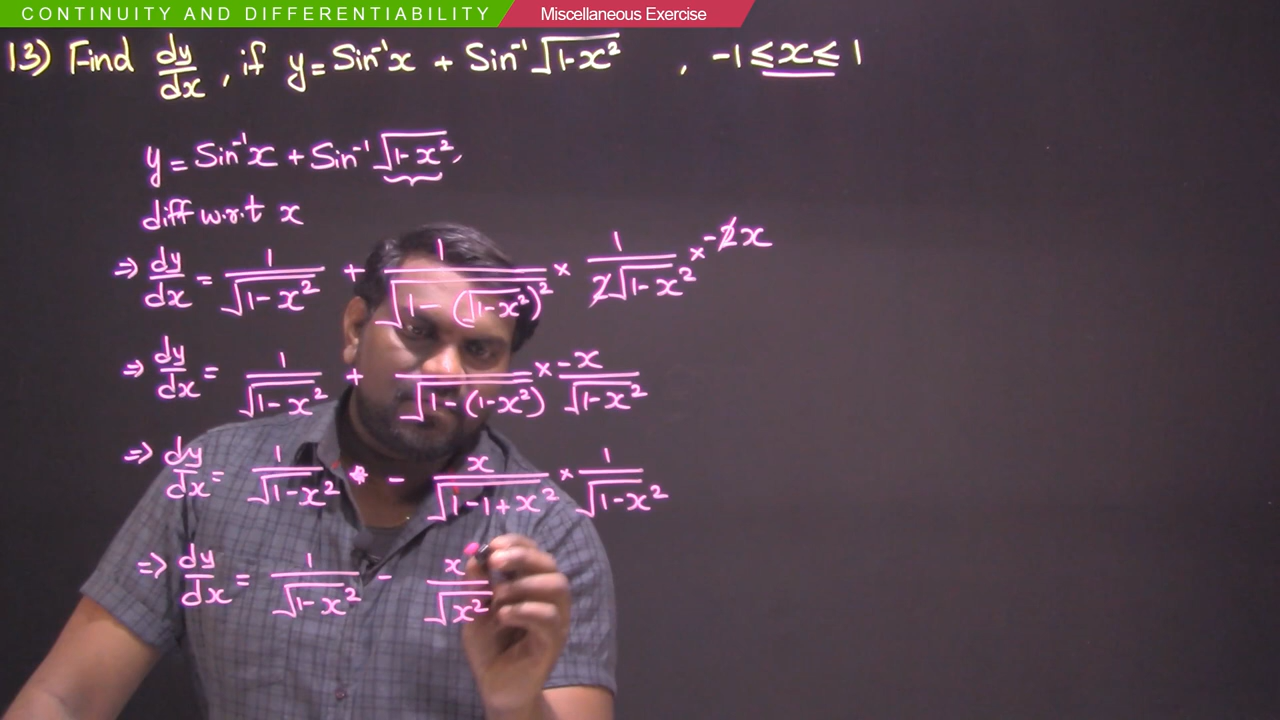 CONTINUITY AND DIFFERENTIABILITY Miscellaneous Exercise
13) Find dy/dx, if y = Sin⁻¹x + Sin⁻¹ √(1-x²) , -1 ≤ x ≤ 1
y = Sin⁻¹x + Sin⁻¹ √(1-x²),
diff w.r.t x
⇒ dy/dx = 1/√(1-x²) + 1/√(1-(√(1-x²))²) × 1/(2√(1-x²)) × -2x
⇒ dy/dx = 1/√(1-x²) + /√(1-(1-x²)) × -x/√(1-x²)
⇒ dy/dx = 1/√(1-x²) - x/√(1-1+x²) × 1/√(1-x²)
⇒ dy/dx = 1/√(1-x²) - x/√(x²)